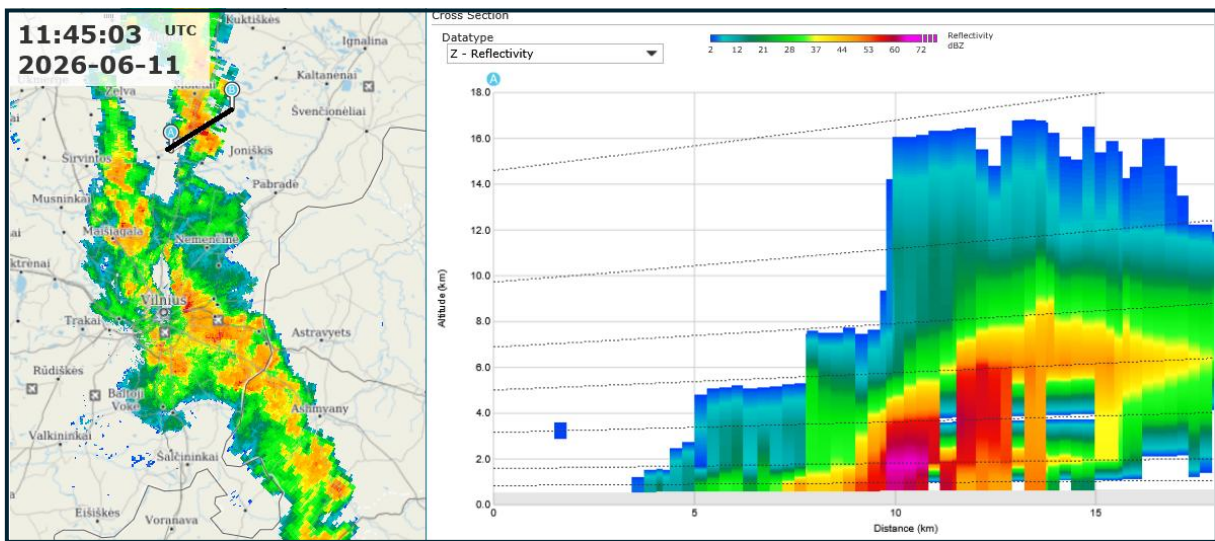 11:45:03 UTC
2026-06-11
Kuktiškės
Ignalina
Kaltanėnai
Želva
Švenčionėliai
B
A
Joniškis
Širvintos
Pabradė
Musninkai
Maišiagala
Nemenčinė
Vilnius
Trakai
Astravyets
Rūdiškės
Baltoji
Vokė
Ashmyany
Valkininkai
Šalčininkai
Eišiškės
Voranava
Cross Section
Datatype
Z - Reflectivity
2 12 21 28 37 44 53 60 72
Reflectivity
dBZ
A
18.0
16.0
14.0
12.0
10.0
8.0
6.0
4.0
2.0
0.0
Altitude (km)
0 5 10 15
Distance (km)